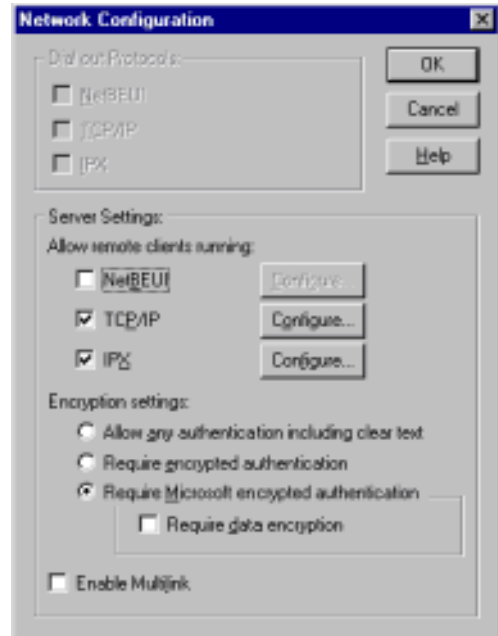 Network Configuration
Dial out Protocols:
NetBEUI
TCP/IP
IPX
OK
Cancel
Help
Server Settings:
Allow remote clients running:
NetBEUI Configure...
TCP/IP Configure...
IPX Configure...
Encryption settings:
Allow any authentication including clear text
Require encrypted authentication
Require Microsoft encrypted authentication
Require data encryption
Enable Multilink